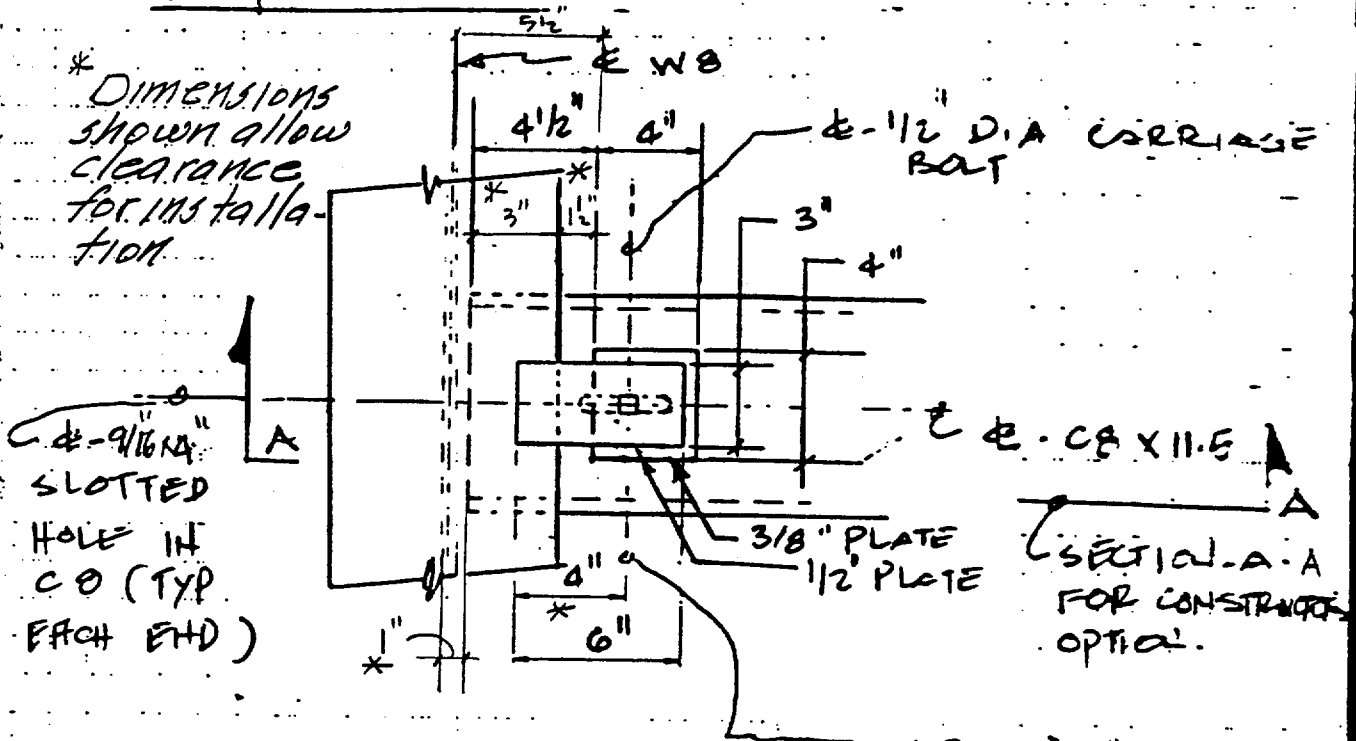 5½"
℄ W8
* Dimensions
shown allow
clearance
for installa-
tion
4½"
4"
℄-1/2" DIA CARRIAGE
BOLT
*
*
3"
1½"
3"
4"
A
℄-9/16 x 4"
SLOTTED
HOLE IN
C8 (TYP
EACH END)
℄ · C8 X 11.5
A
3/8" PLATE
1/2" PLATE
SECTION-A-A
FOR CONSTRUCTORS
OPTION.
4"
*
1"
*
6"